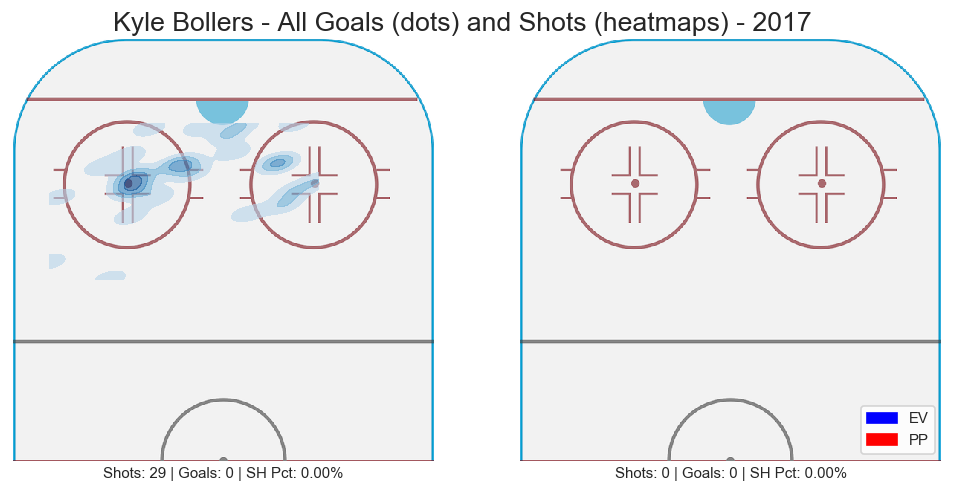 Kyle Bollers - All Goals (dots) and Shots (heatmaps) - 2017
EV
PP
Shots: 29 | Goals: 0 | SH Pct: 0.00%
Shots: 0 | Goals: 0 | SH Pct: 0.00%